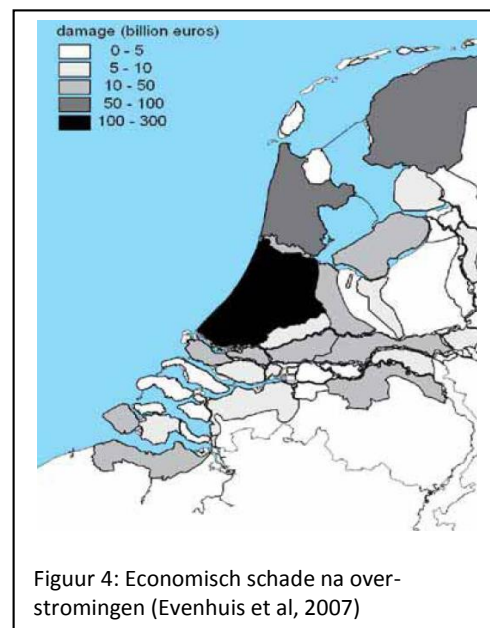 damage (billion euros)
0 - 5
5 - 10
10 - 50
50 - 100
100 - 300
Figuur 4: Economisch schade na over-
stromingen (Evenhuis et al, 2007)